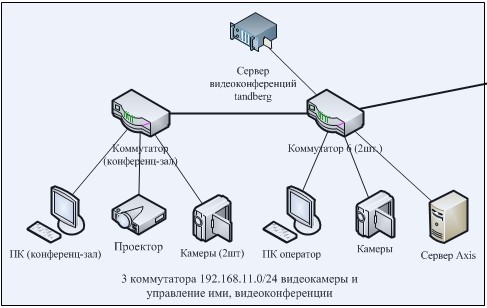 Сервер
видеоконференций
tandberg
Коммутатор
(конференц-зал)
Коммутатор 6 (2шт.)
ПК (конференц-зал)
Проектор
Камеры (2шт)
ПК оператор
Камеры
Сервер Axis
3 коммутатора 192.168.11.0/24 видеокамеры и
управление ими, видеоконференции